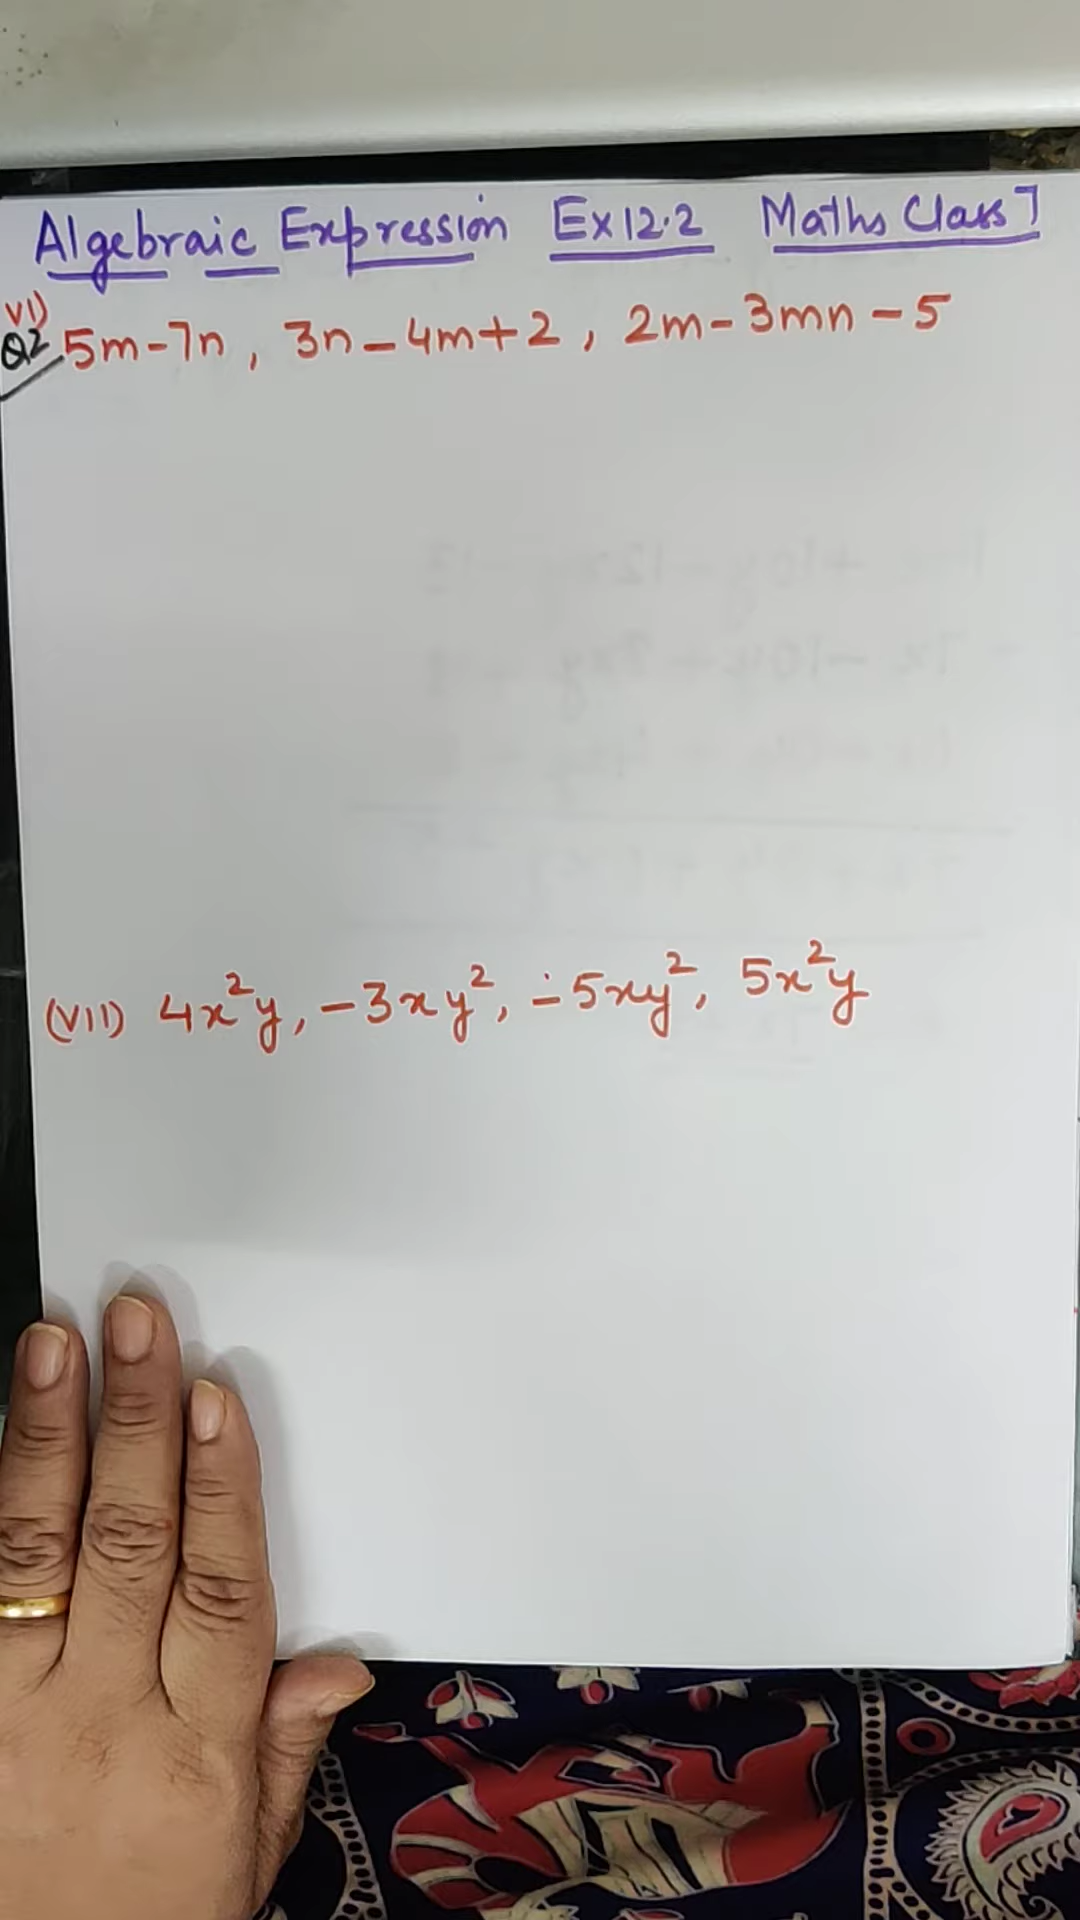 Algebraic Expression Ex 12.2 Maths Class 7
VI)
Q2 5m-7n, 3n-4m+2, 2m-3mn-5
(VII) 4x²y, -3xy², -5xy², 5x²y